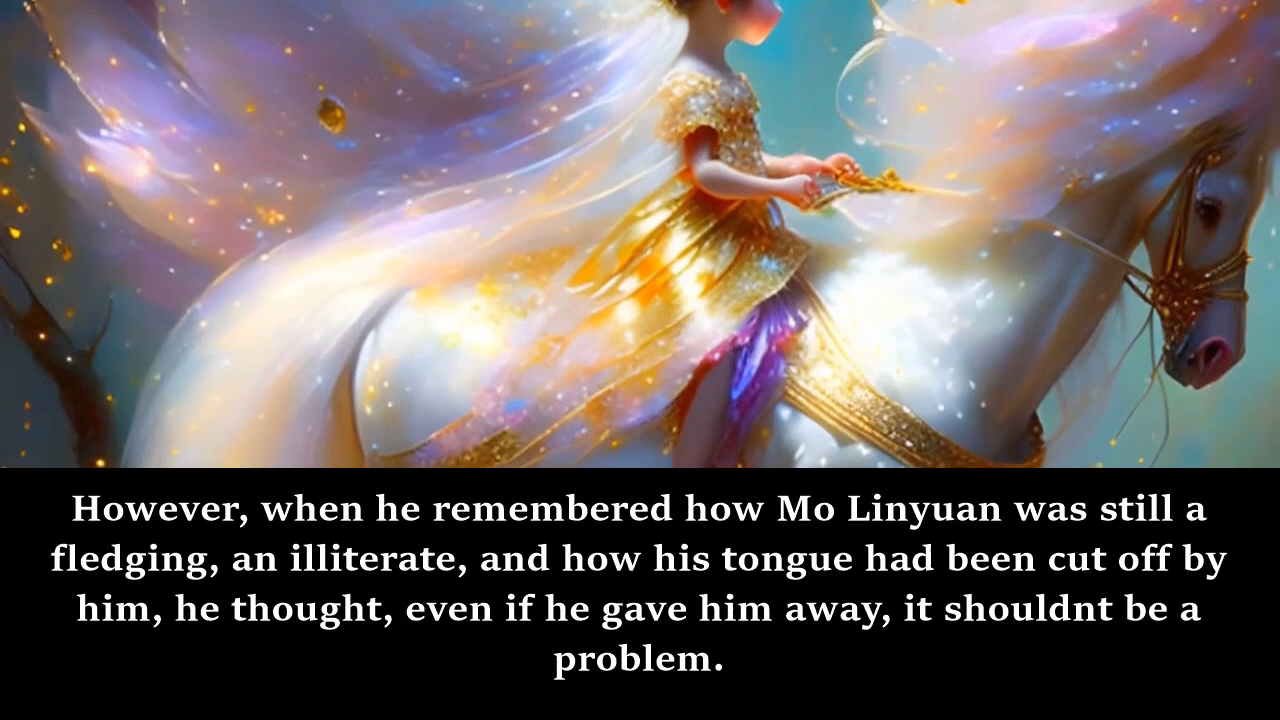 However, when he remembered how Mo Linyuan was still a
fledging, an illiterate, and how his tongue had been cut off by
him, he thought, even if he gave him away, it shouldnt be a
problem.